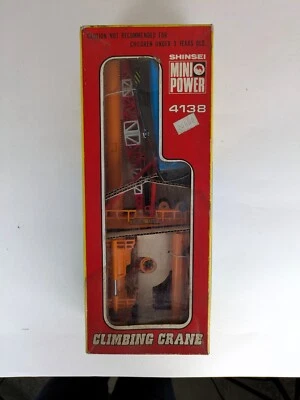 CAUTION NOT RECOMMENDED FOR
CHILDREN UNDER 3 YEARS OLD
SHINSEI
MINI
POWER
4138
CLIMBING CRANE